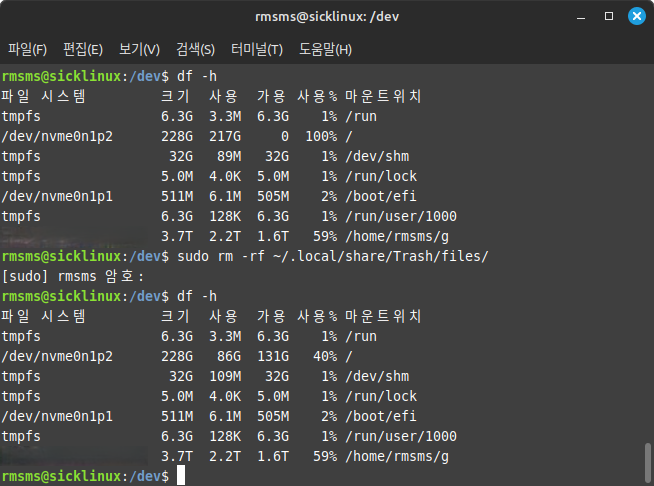 rmsms@sicklinux: /dev
파일(F) 편집(E) 보기(V) 검색(S) 터미널(T) 도움말(H)
rmsms@sicklinux:/dev$ df -h
파일 시스템 크기 사용 가용 사용% 마운트위치
tmpfs 6.3G 3.3M 6.3G 1% /run
/dev/nvme0n1p2 228G 217G 0 100% /
tmpfs 32G 89M 32G 1% /dev/shm
tmpfs 5.0M 4.0K 5.0M 1% /run/lock
/dev/nvme0n1p1 511M 6.1M 505M 2% /boot/efi
tmpfs 6.3G 128K 6.3G 1% /run/user/1000
3.7T 2.2T 1.6T 59% /home/rmsms/g
rmsms@sicklinux:/dev$ sudo rm -rf ~/.local/share/Trash/files/
[sudo] rmsms 암호:
rmsms@sicklinux:/dev$ df -h
파일 시스템 크기 사용 가용 사용% 마운트위치
tmpfs 6.3G 3.3M 6.3G 1% /run
/dev/nvme0n1p2 228G 86G 131G 40% /
tmpfs 32G 109M 32G 1% /dev/shm
tmpfs 5.0M 4.0K 5.0M 1% /run/lock
/dev/nvme0n1p1 511M 6.1M 505M 2% /boot/efi
tmpfs 6.3G 128K 6.3G 1% /run/user/1000
3.7T 2.2T 1.6T 59% /home/rmsms/g
rmsms@sicklinux:/dev$